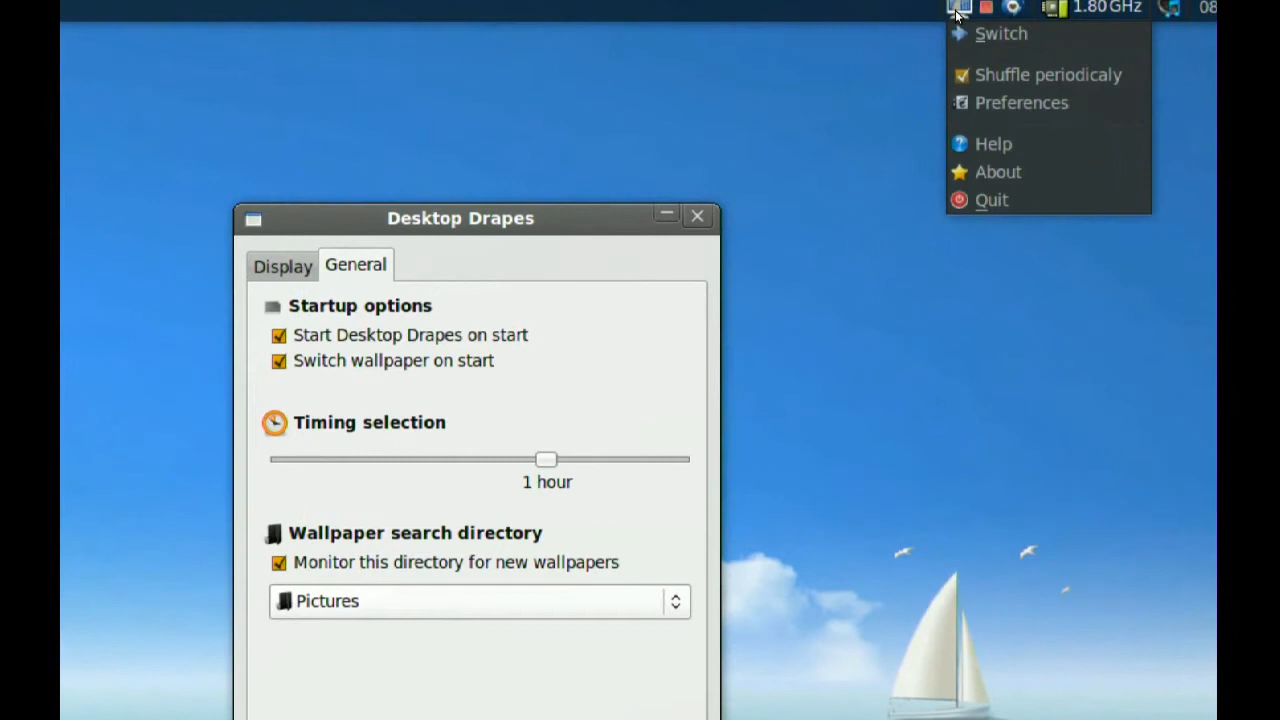 1.80 GHz
08
Switch
Shuffle periodicaly
Preferences
Help
About
Quit
Desktop Drapes
Display
General
Startup options
Start Desktop Drapes on start
Switch wallpaper on start
Timing selection
1 hour
Wallpaper search directory
Monitor this directory for new wallpapers
Pictures